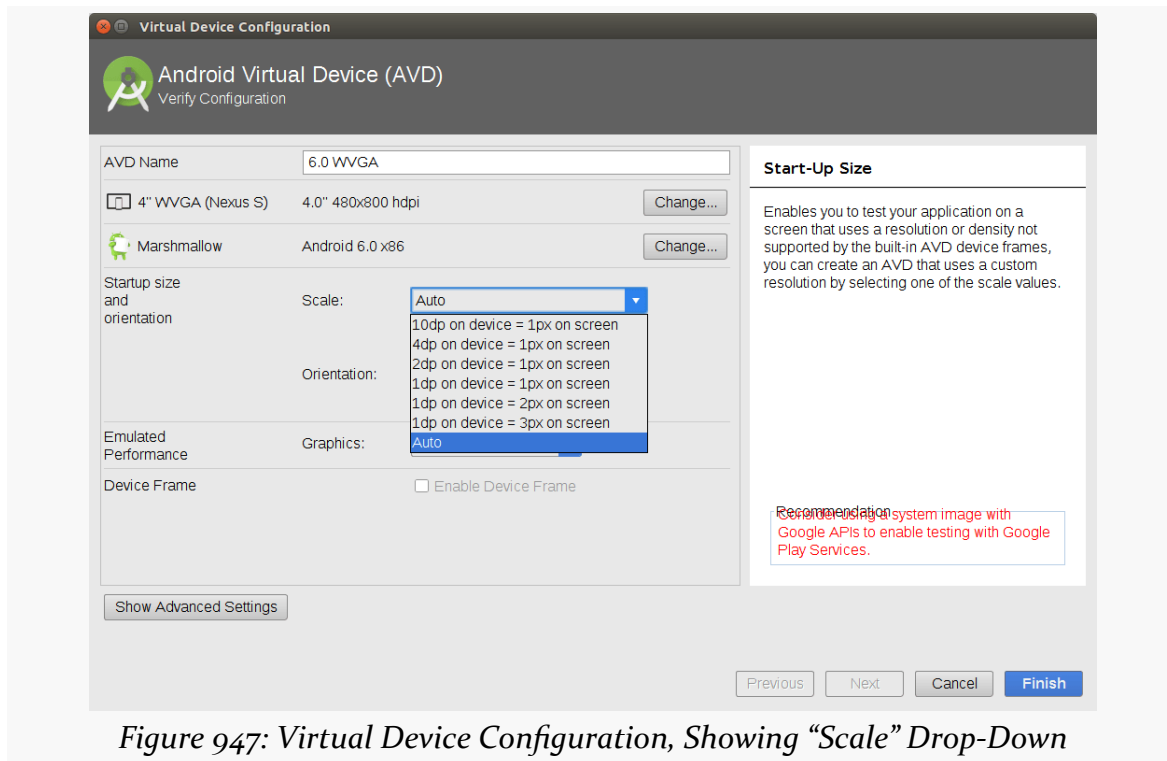 Virtual Device Configuration
Android Virtual Device (AVD)
Verify Configuration
AVD Name
6.0 WVGA
4" WVGA (Nexus S)
4.0" 480x800 hdpi
Change...
Marshmallow
Android 6.0 x86
Change...
Startup size
and
orientation
Scale:
Auto
10dp on device = 1px on screen
4dp on device = 1px on screen
2dp on device = 1px on screen
1dp on device = 1px on screen
1dp on device = 2px on screen
1dp on device = 3px on screen
Auto
Orientation:
Emulated
Performance
Graphics:
Device Frame
Enable Device Frame
Start-Up Size
Enables you to test your application on a
screen that uses a resolution or density not
supported by the built-in AVD device frames,
you can create an AVD that uses a custom
resolution by selecting one of the scale values.
Recommendation
Consider using a system image with
Google APIs to enable testing with Google
Play Services.
Show Advanced Settings
Previous
Next
Cancel
Finish
Figure 947: Virtual Device Configuration, Showing “Scale” Drop-Down